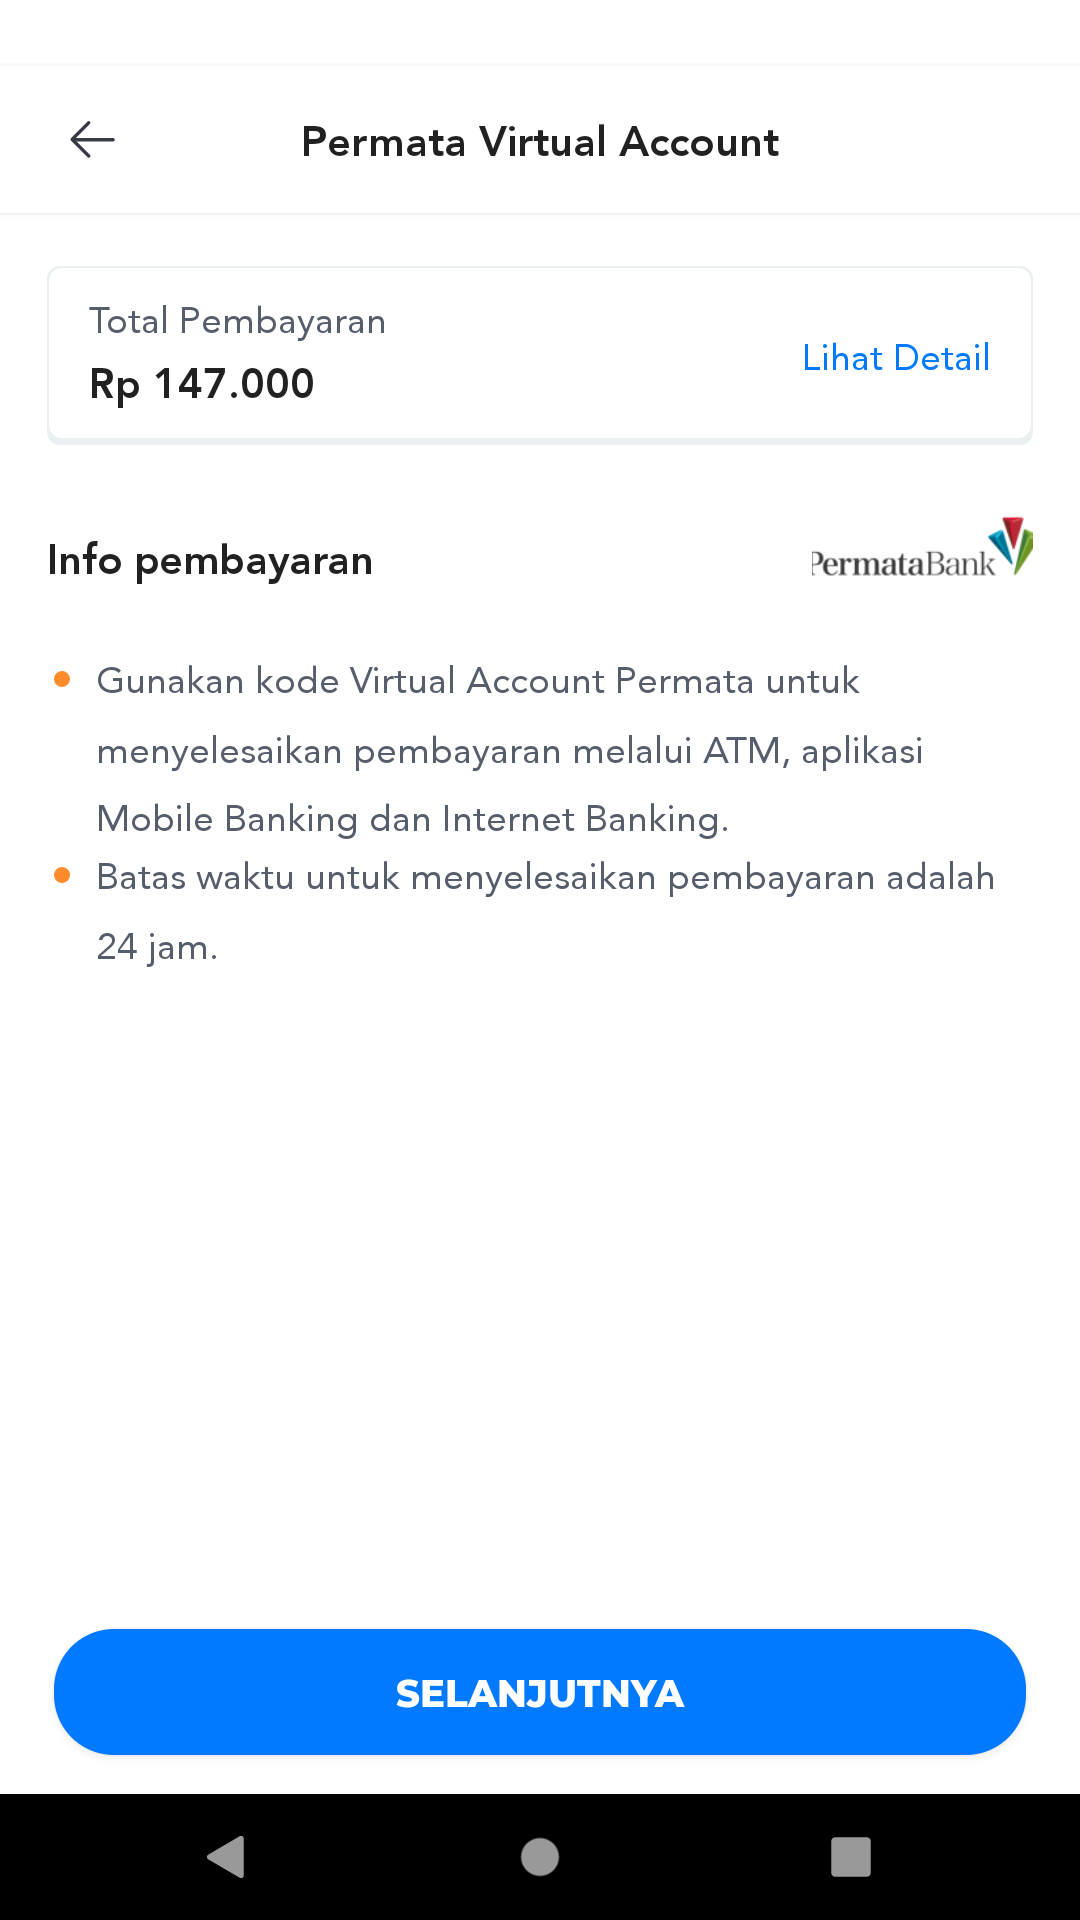 Permata Virtual Account
Total Pembayaran
Rp 147.000
Lihat Detail
Info pembayaran
PermataBank
Gunakan kode Virtual Account Permata untuk
menyelesaikan pembayaran melalui ATM, aplikasi
Mobile Banking dan Internet Banking.
Batas waktu untuk menyelesaikan pembayaran adalah
24 jam.
SELANJUTNYA